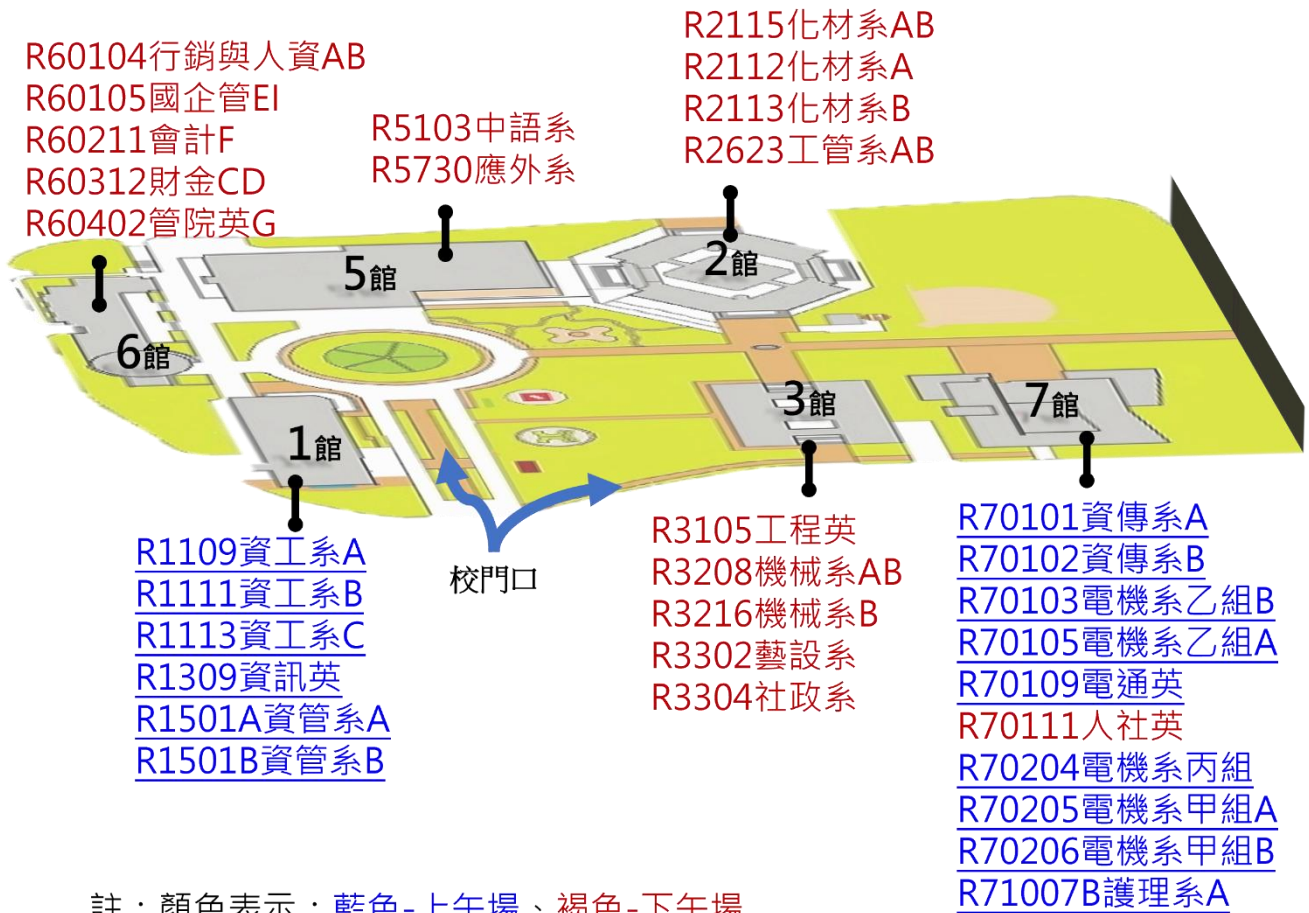 R60104行銷與人資AB
R60105國企管EI
R60211會計F
R60312財金CD
R60402管院英G
R5103中語系
R5730應外系
R2115化材系AB
R2112化材系A
R2113化材系B
R2623工管系AB
5館
2館
6館
3館
7館
1館
校門口
R1109資工系A
R1111資工系B
R1113資工系C
R1309資訊英
R1501A資管系A
R1501B資管系B
R3105工程英
R3208機械系AB
R3216機械系B
R3302藝設系
R3304社政系
R70101資傳系A
R70102資傳系B
R70103電機系乙組B
R70105電機系乙組A
R70109電通英
R70111人社英
R70204電機系丙組
R70205電機系甲組A
R70206電機系甲組B
R71007B護理系A
註：顏色表示：藍色-上午場、褐色-下午場